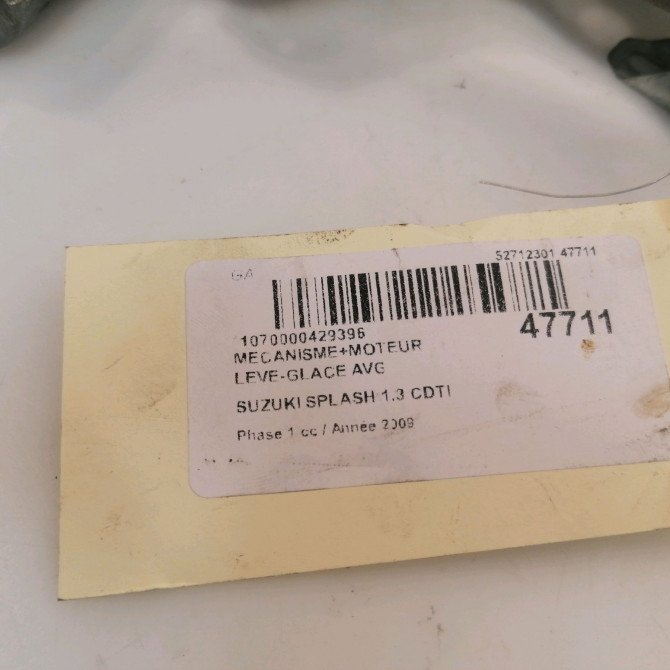 GA
52712301 47711
1070000429396
47711
MECANISME+MOTEUR
LEVE-GLACE AVG
SUZUKI SPLASH 1.3 CDTI
Phase 1 cc / Année 2009